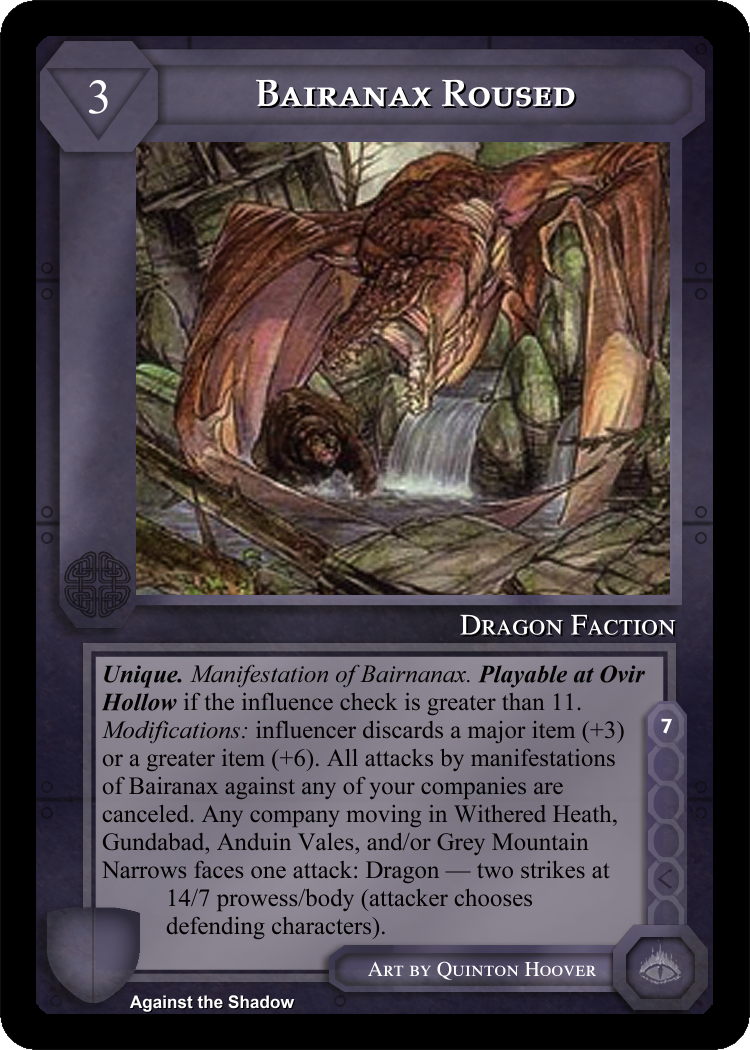 3
Bairanax Roused
Dragon Faction
Unique. Manifestation of Bairnanax. Playable at Ovir
Hollow if the influence check is greater than 11.
Modifications: influencer discards a major item (+3)
or a greater item (+6). All attacks by manifestations
of Bairanax against any of your companies are
canceled. Any company moving in Withered Heath,
Gundabad, Anduin Vales, and/or Grey Mountain
Narrows faces one attack: Dragon — two strikes at
14/7 prowess/body (attacker chooses
defending characters).
7
Art by Quinton Hoover
Against the Shadow